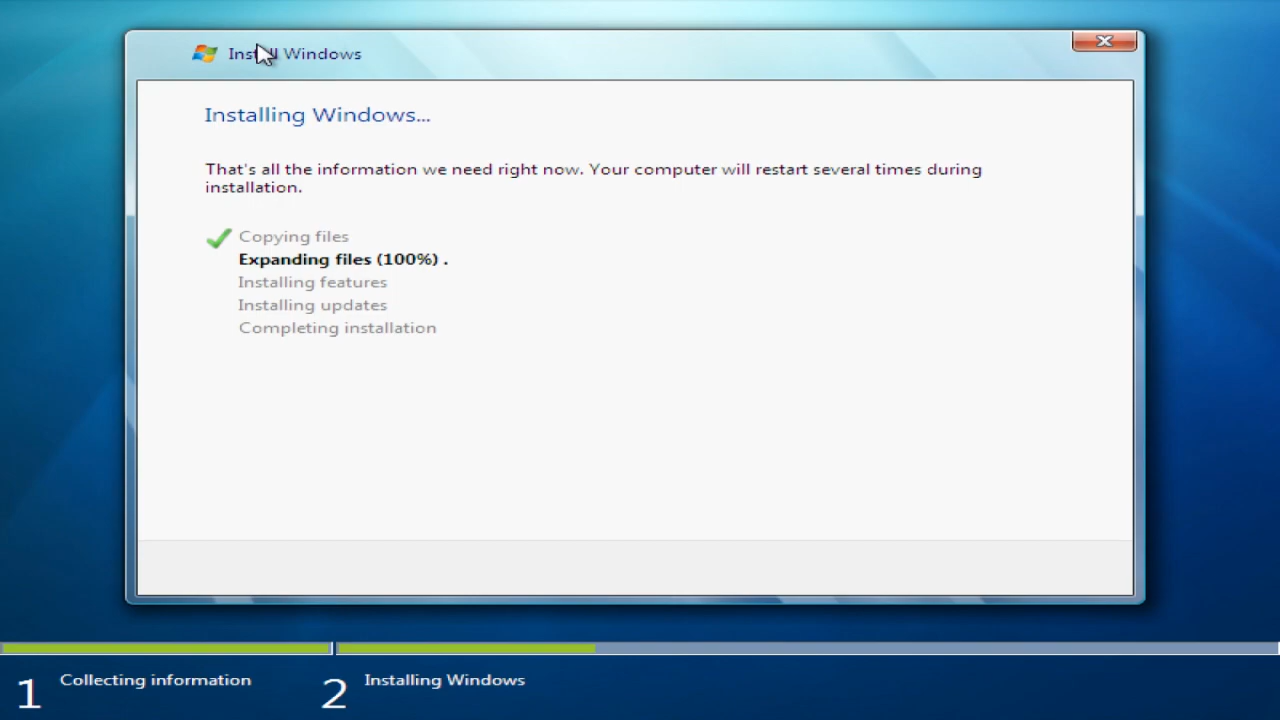 Install Windows
Installing Windows...
That's all the information we need right now. Your computer will restart several times during
installation.
Copying files
Expanding files (100%) .
Installing features
Installing updates
Completing installation
1 Collecting information
2 Installing Windows